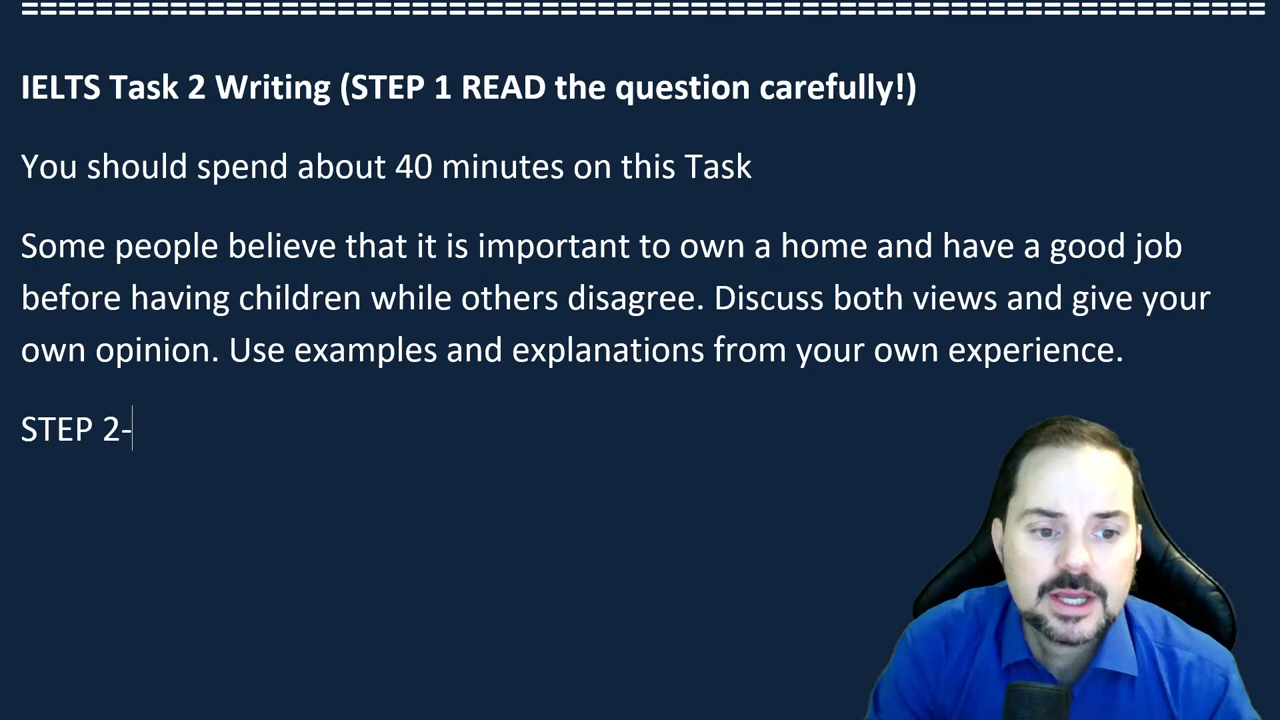 IELTS Task 2 Writing (STEP 1 READ the question carefully!)
You should spend about 40 minutes on this Task
Some people believe that it is important to own a home and have a good job
before having children while others disagree. Discuss both views and give your
own opinion. Use examples and explanations from your own experience.
STEP 2-